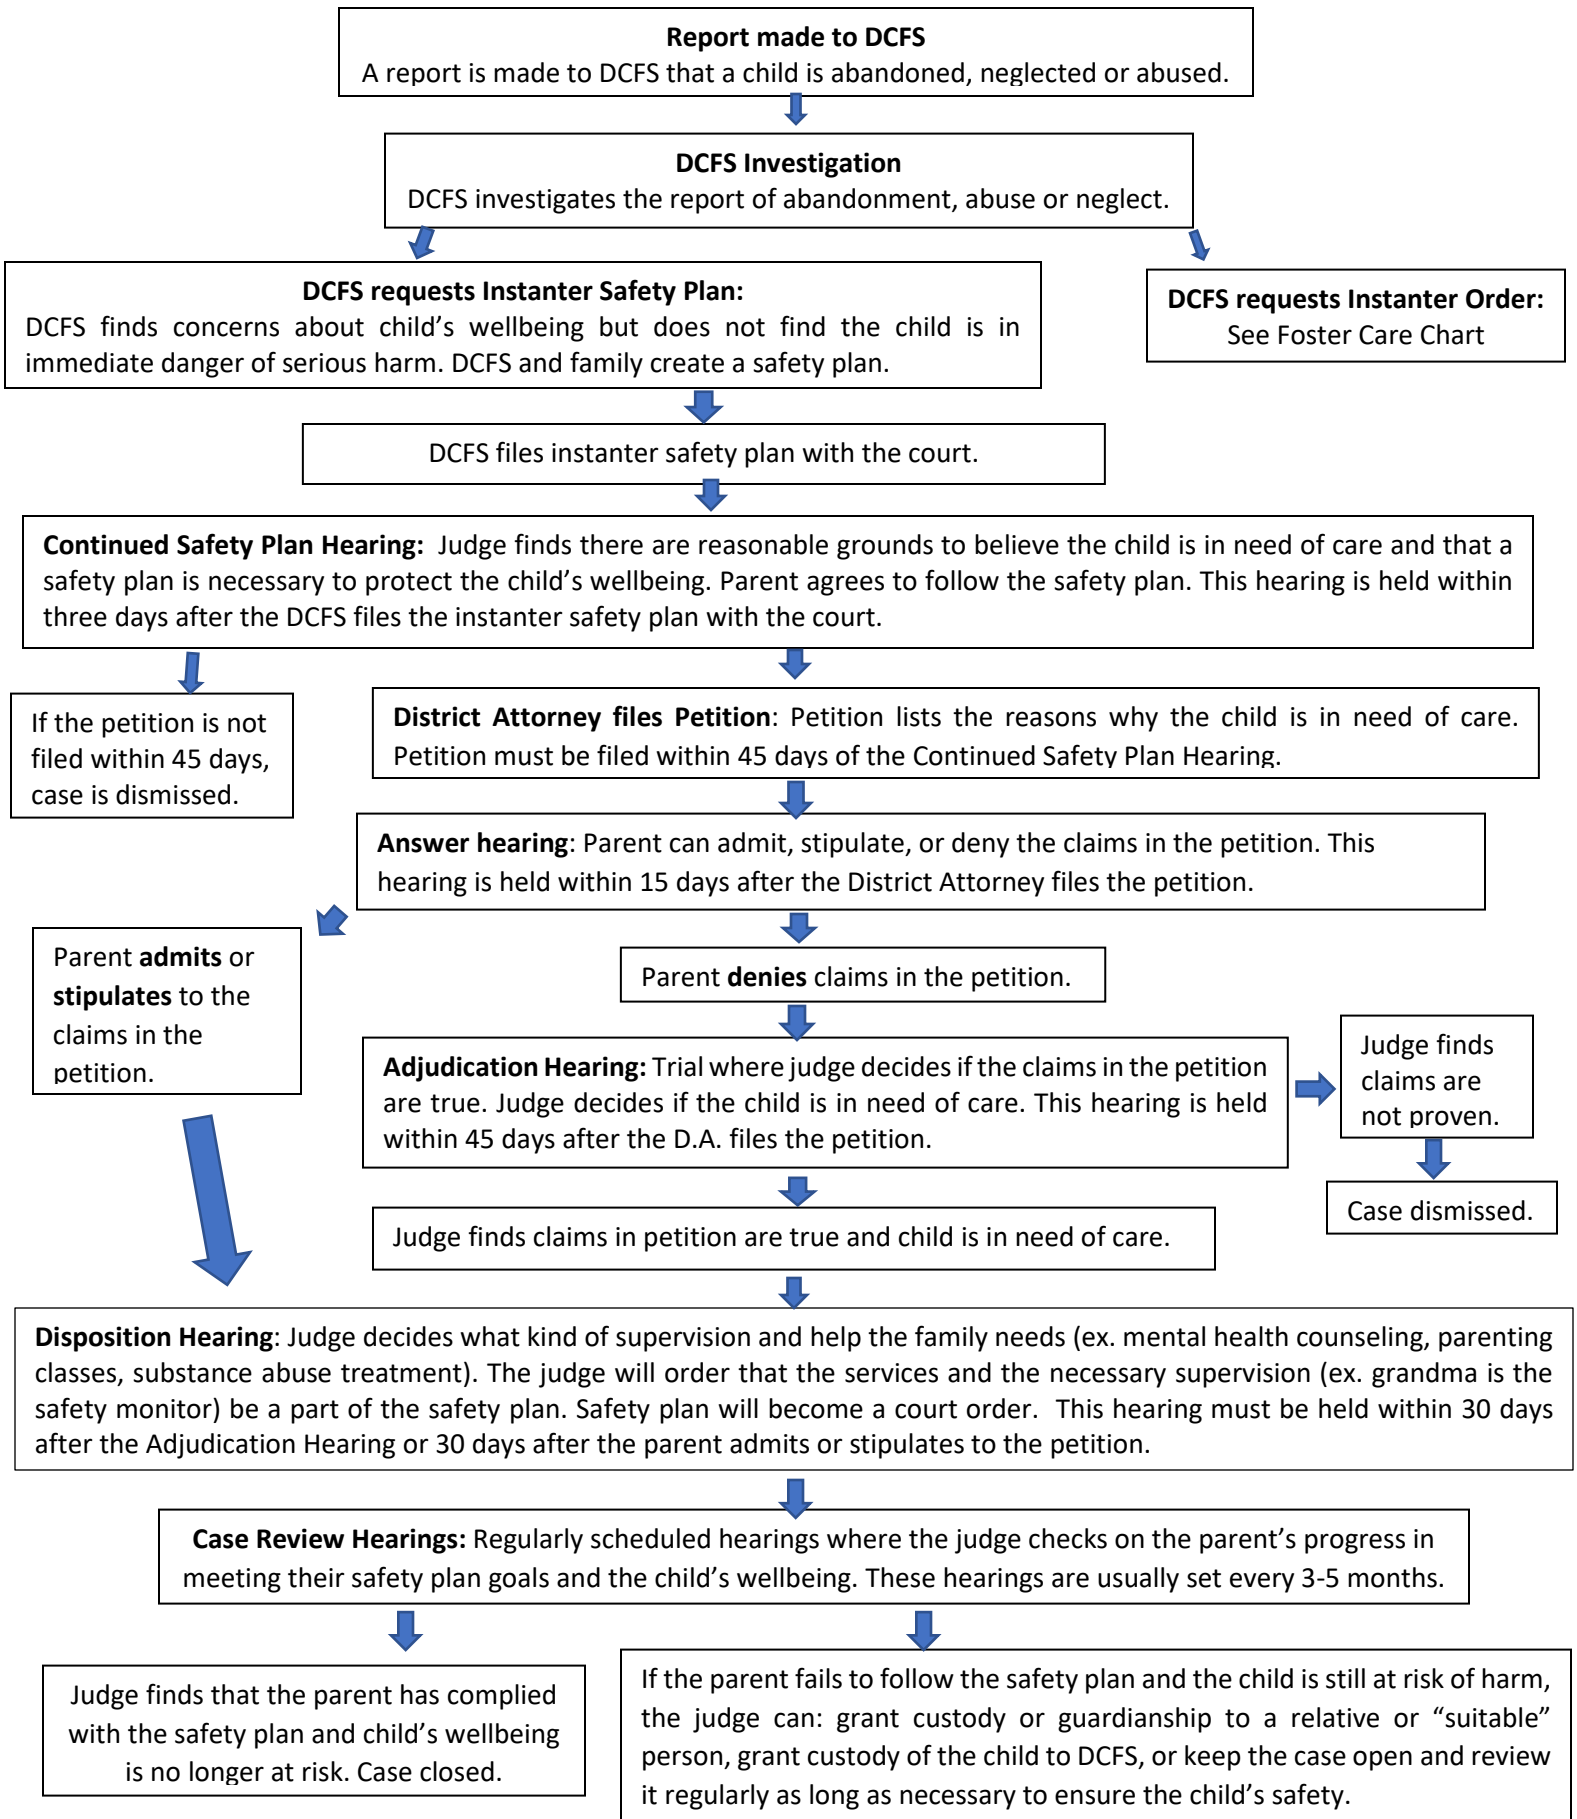 Report made to DCFS
A report is made to DCFS that a child is abandoned, neglected or abused.
DCFS Investigation
DCFS investigates the report of abandonment, abuse or neglect.
DCFS requests Instanter Safety Plan:
DCFS finds concerns about child’s wellbeing but does not find the child is in
immediate danger of serious harm. DCFS and family create a safety plan.
DCFS requests Instanter Order:
See Foster Care Chart
DCFS files instanter safety plan with the court.
Continued Safety Plan Hearing: Judge finds there are reasonable grounds to believe the child is in need of care and that a
safety plan is necessary to protect the child’s wellbeing. Parent agrees to follow the safety plan. This hearing is held within
three days after the DCFS files the instanter safety plan with the court.
If the petition is not
filed within 45 days,
case is dismissed.
District Attorney files Petition: Petition lists the reasons why the child is in need of care.
Petition must be filed within 45 days of the Continued Safety Plan Hearing.
Answer hearing: Parent can admit, stipulate, or deny the claims in the petition. This
hearing is held within 15 days after the District Attorney files the petition.
Parent admits or
stipulates to the
claims in the
petition.
Parent denies claims in the petition.
Adjudication Hearing: Trial where judge decides if the claims in the petition
are true. Judge decides if the child is in need of care. This hearing is held
within 45 days after the D.A. files the petition.
Judge finds
claims are
not proven.
Case dismissed.
Judge finds claims in petition are true and child is in need of care.
Disposition Hearing: Judge decides what kind of supervision and help the family needs (ex. mental health counseling, parenting
classes, substance abuse treatment). The judge will order that the services and the necessary supervision (ex. grandma is the
safety monitor) be a part of the safety plan. Safety plan will become a court order. This hearing must be held within 30 days
after the Adjudication Hearing or 30 days after the parent admits or stipulates to the petition.
Case Review Hearings: Regularly scheduled hearings where the judge checks on the parent’s progress in
meeting their safety plan goals and the child’s wellbeing. These hearings are usually set every 3-5 months.
Judge finds that the parent has complied
with the safety plan and child’s wellbeing
is no longer at risk. Case closed.
If the parent fails to follow the safety plan and the child is still at risk of harm,
the judge can: grant custody or guardianship to a relative or “suitable”
person, grant custody of the child to DCFS, or keep the case open and review
it regularly as long as necessary to ensure the child’s safety.